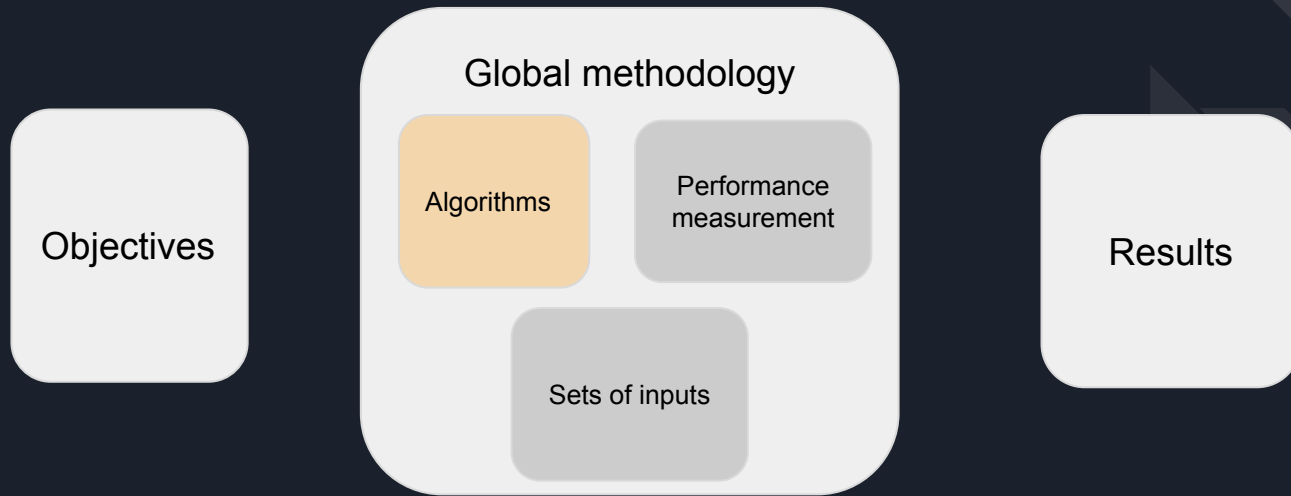 Global methodology
Objectives
Algorithms
Performance
measurement
Sets of inputs
Results